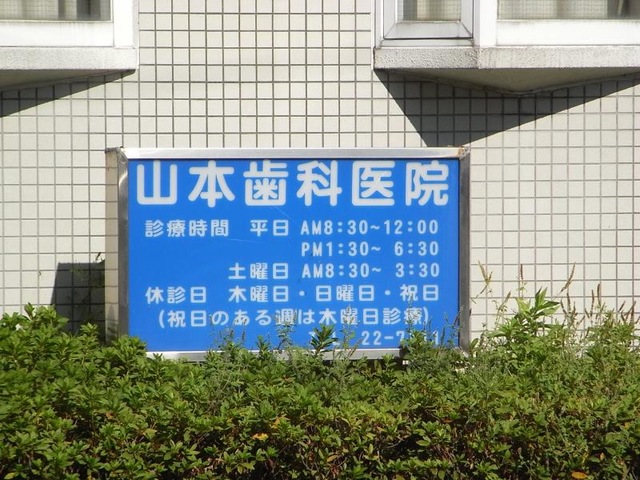 山本歯科医院
診療時間 平日 AM8:30~12:00
PM1:30~ 6:30
土曜日 AM8:30~ 3:30
休診日 木曜日・日曜日・祝日
(祝日のある週は木曜日診療)